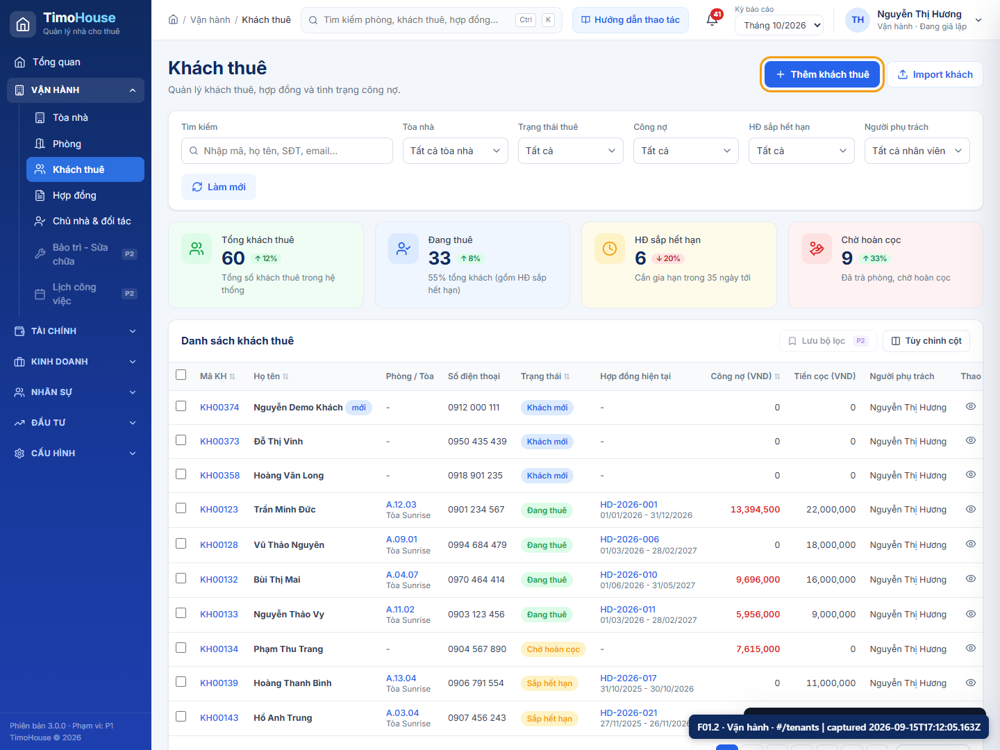 TimoHouse
Quản lý nhà cho thuê
Tổng quan
VẬN HÀNH
Tòa nhà
Phòng
Khách thuê
Hợp đồng
Chủ nhà & đối tác
Bảo trì - Sửa chữa P2
Lịch công việc P2
TÀI CHÍNH
KINH DOANH
NHÂN SỰ
ĐẦU TƯ
CẤU HÌNH
Phiên bản 3.0.0 · Phạm vi: P1
TimoHouse © 2026
/ Vận hành / Khách thuê
Tìm kiếm phòng, khách thuê, hợp đồng... Ctrl K
Hướng dẫn thao tác
41
Kỳ báo cáo
Tháng 10/2026
TH
Nguyễn Thị Hương
Vận hành · Đang giả lập
Khách thuê
Quản lý khách thuê, hợp đồng và tình trạng công nợ.
Thêm khách thuê
Import khách
Tìm kiếm
Nhập mã, họ tên, SĐT, email...
Tòa nhà
Tất cả tòa nhà
Trạng thái thuê
Tất cả
Công nợ
Tất cả
HĐ sắp hết hạn
Tất cả
Người phụ trách
Tất cả nhân viên
Làm mới
Tổng khách thuê
60 ↑ 12%
Tổng số khách thuê trong hệ
thống
Đang thuê
33 ↑ 8%
55% tổng khách (gồm HĐ sắp
hết hạn)
HĐ sắp hết hạn
6 ↓ 20%
Cần gia hạn trong 35 ngày tới
Chờ hoàn cọc
9 ↑ 33%
Đã trả phòng, chờ hoàn cọc
Danh sách khách thuê
Lưu bộ lọc P2
Tùy chỉnh cột
Mã KH ⇅ Họ tên ⇅ Phòng / Tòa Số điện thoại Trạng thái ⇅ Hợp đồng hiện tại Công nợ (VND) ⇅ Tiền cọc (VND) Người phụ trách Thao
KH00374 Nguyễn Demo Khách mới - 0912 000 111 Khách mới - 0 0 Nguyễn Thị Hương
KH00373 Đỗ Thị Vinh - 0950 435 439 Khách mới - 0 0 Nguyễn Thị Hương
KH00358 Hoàng Văn Long - 0918 901 235 Khách mới - 0 0 Nguyễn Thị Hương
KH00123 Trần Minh Đức A.12.03 0901 234 567 Đang thuê HD-2026-001 13,394,500 22,000,000 Nguyễn Thị Hương
Tòa Sunrise 01/01/2026 - 31/12/2026
KH00128 Vũ Thảo Nguyên A.09.01 0994 684 479 Đang thuê HD-2026-006 0 18,000,000 Nguyễn Thị Hương
Tòa Sunrise 01/03/2026 - 28/02/2027
KH00132 Bùi Thị Mai A.04.07 0970 464 414 Đang thuê HD-2026-010 9,696,000 16,000,000 Nguyễn Thị Hương
Tòa Sunrise 01/06/2026 - 31/05/2027
KH00133 Nguyễn Thảo Vy A.11.02 0903 123 456 Đang thuê HD-2026-011 5,956,000 9,000,000 Nguyễn Thị Hương
Tòa Sunrise 01/03/2026 - 28/02/2027
KH00134 Phạm Thu Trang - 0904 567 890 Chờ hoàn cọc - 7,615,000 0 Nguyễn Thị Hương
KH00139 Hoàng Thanh Bình A.13.04 0906 791 554 Sắp hết hạn HD-2026-017 0 11,000,000 Nguyễn Thị Hương
Tòa Sunrise 31/10/2025 - 30/10/2026
KH00143 Hồ Anh Trung A.03.04 0907 456 243 Sắp hết hạn HD-2026-021
Tòa Sunrise 27/11/2025 - 26/11/2026
F01.2 · Vận hành · #/tenants | captured 2026-09-15T17:12:05.163Z